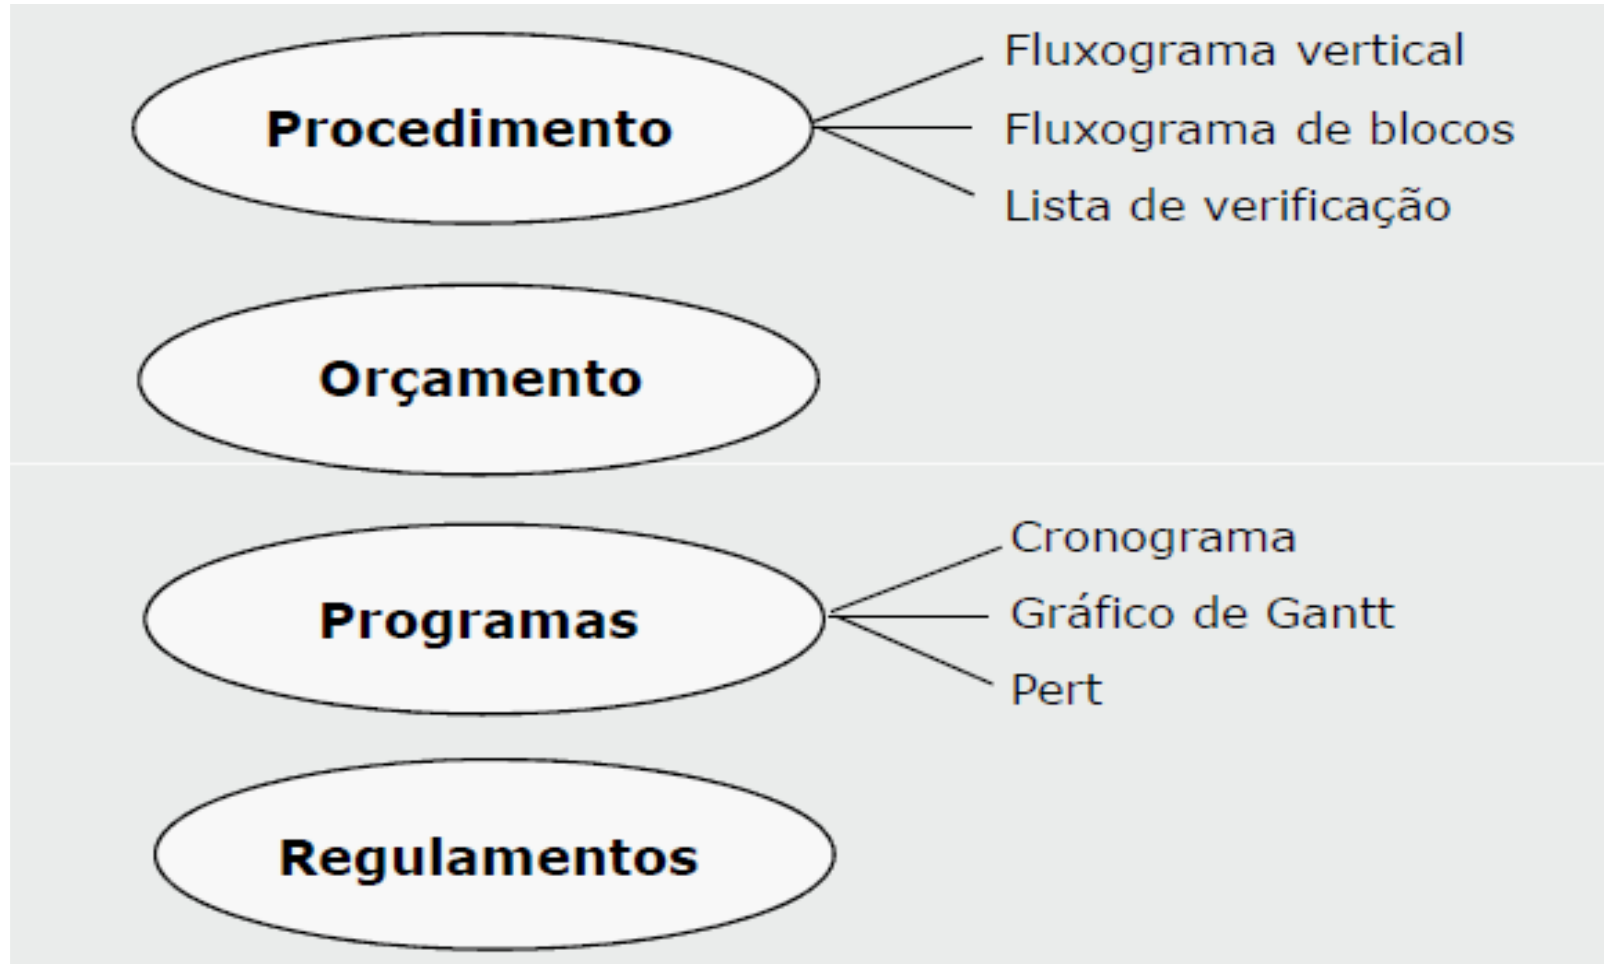 Procedimento
Fluxograma vertical
Fluxograma de blocos
Lista de verificação
Orçamento
Programas
Cronograma
Gráfico de Gantt
Pert
Regulamentos